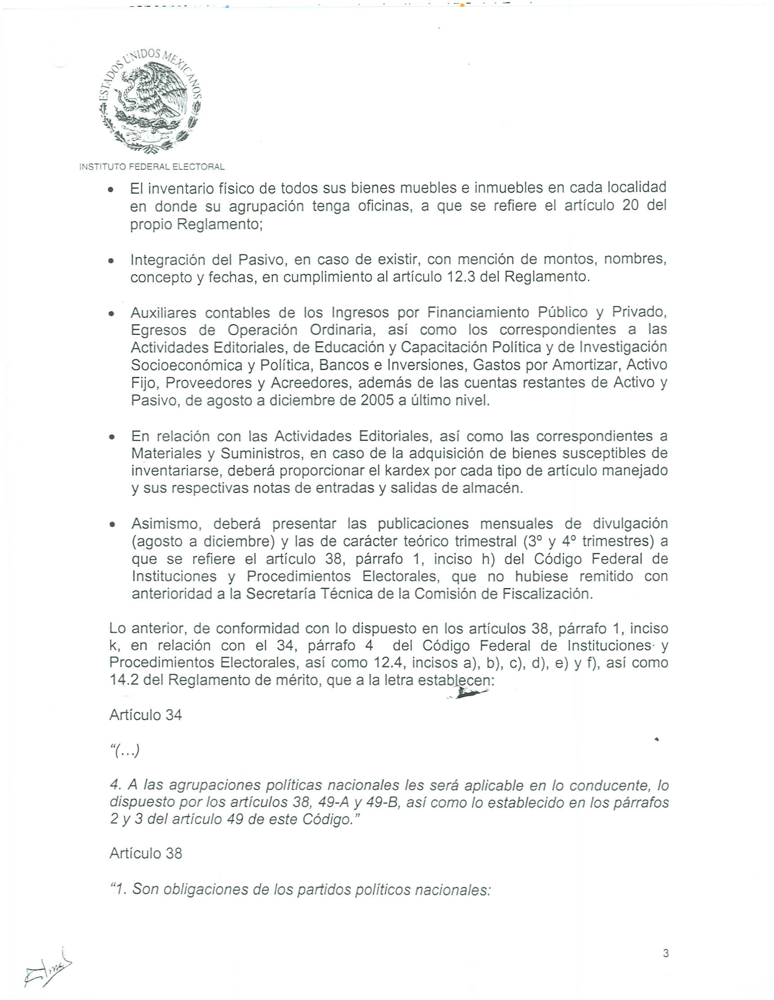 ESTADOS UNIDOS MEXICANOS
INSTITUTO FEDERAL ELECTORAL
• El inventario físico de todos sus bienes muebles e inmuebles en cada localidad
en donde su agrupación tenga oficinas, a que se refiere el artículo 20 del
propio Reglamento;
• Integración del Pasivo, en caso de existir, con mención de montos, nombres,
concepto y fechas, en cumplimiento al artículo 12.3 del Reglamento.
• Auxiliares contables de los Ingresos por Financiamiento Público y Privado,
Egresos de Operación Ordinaria, así como los correspondientes a las
Actividades Editoriales, de Educación y Capacitación Política y de Investigación
Socioeconómica y Política, Bancos e Inversiones, Gastos por Amortizar, Activo
Fijo, Proveedores y Acreedores, además de las cuentas restantes de Activo y
Pasivo, de agosto a diciembre de 2005 a último nivel.
• En relación con las Actividades Editoriales, así como las correspondientes a
Materiales y Suministros, en caso de la adquisición de bienes susceptibles de
inventariarse, deberá proporcionar el kardex por cada tipo de artículo manejado
y sus respectivas notas de entradas y salidas de almacén.
• Asimismo, deberá presentar las publicaciones mensuales de divulgación
(agosto a diciembre) y las de carácter teórico trimestral (3º y 4º trimestres) a
que se refiere el artículo 38, párrafo 1, inciso h) del Código Federal de
Instituciones y Procedimientos Electorales, que no hubiese remitido con
anterioridad a la Secretaría Técnica de la Comisión de Fiscalización.
Lo anterior, de conformidad con lo dispuesto en los artículos 38, párrafo 1, inciso
k, en relación con el 34, párrafo 4 del Código Federal de Instituciones y
Procedimientos Electorales, así como 12.4, incisos a), b), c), d), e) y f), así como
14.2 del Reglamento de mérito, que a la letra establecen:
Artículo 34
“(...)
4. A las agrupaciones políticas nacionales les será aplicable en lo conducente, lo
dispuesto por los artículos 38, 49-A y 49-B, así como lo establecido en los párrafos
2 y 3 del artículo 49 de este Código.”
Artículo 38
“1. Son obligaciones de los partidos políticos nacionales:
3